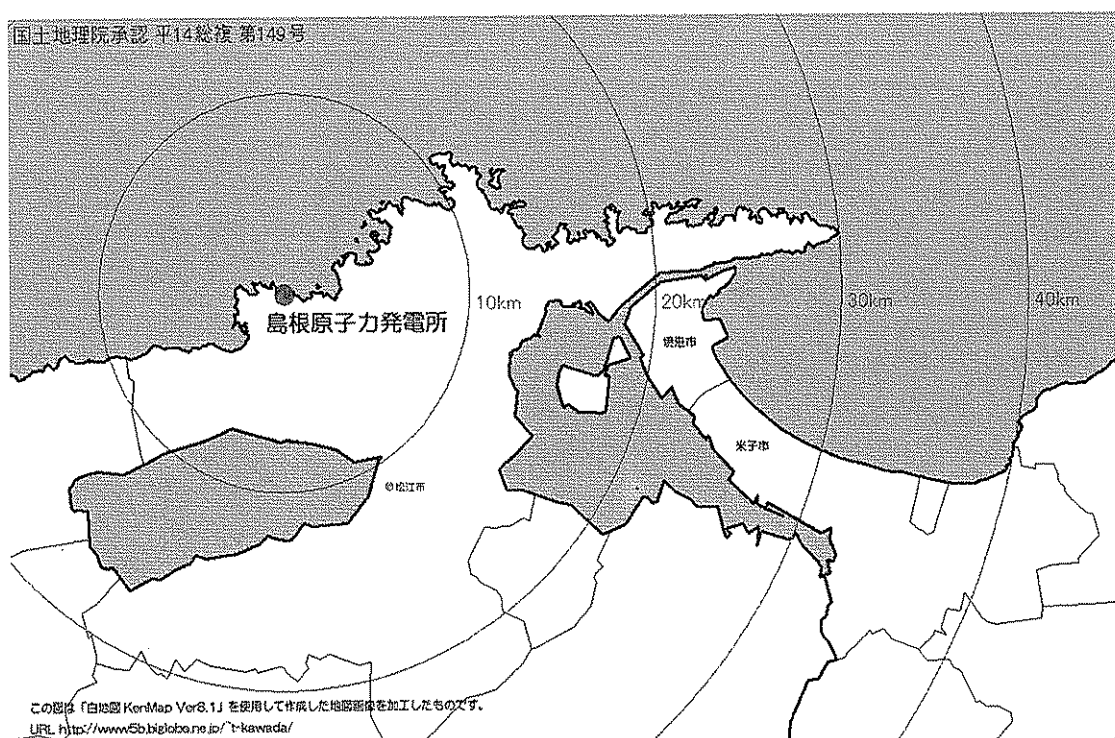 国土地理院承認 平14総複 第149号
島根原子力発電所
10km
20km
30km
40km
境港市
米子市
◎松江市
この図は「白地図 KenMap Ver8.1」を使用して作成した地図画像を加工したものです。
URL http://www5b.biglobe.ne.jp/~t-kawada/